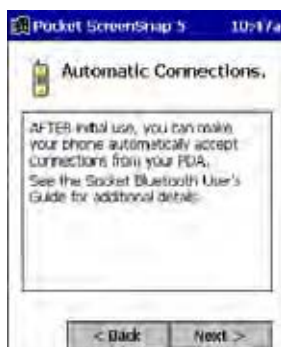 Pocket ScreenSnap 5 10:17a
Automatic Connections.
AFTER initial use, you can make
your phone automatically accept
connections from your PDA.
See the Socket Bluetooth User's
Guide for additional details.
< Back Next >